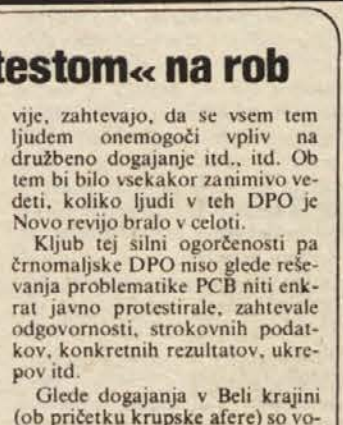 testom« na rob
vije, zahtevajo, da se vsem tem
ljudem onemogoči vpliv na
družbeno dogajanje itd., itd. Ob
tem bi bilo vsekakor zanimivo ve-
deti, koliko ljudi v teh DPO je
Novo revijo bralo v celoti.
Kljub tej silni ogorčenosti pa
črnomaljske DPO niso glede reše-
vanja problematike PCB niti enk-
rat javno protestirale, zahtevale
odgovornosti, strokovnih podat-
kov, konkretnih rezultatov, ukre-
pov itd.
Glede dogajanja v Beli krajini
(ob pričetku krupske afere) so vo-